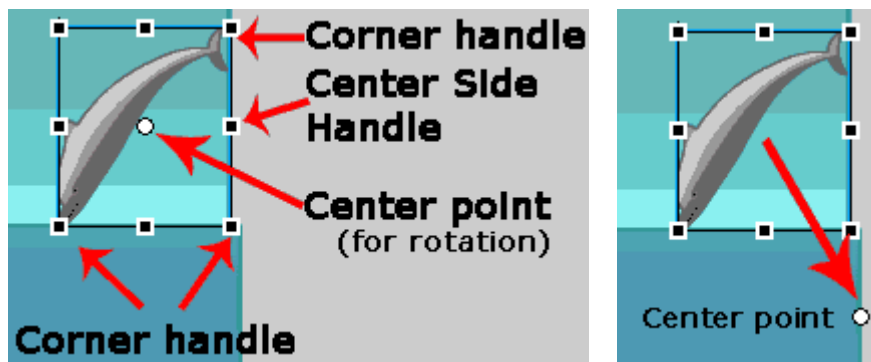 Corner handle
Center Side
Handle
Center point
(for rotation)
Corner handle
Center point